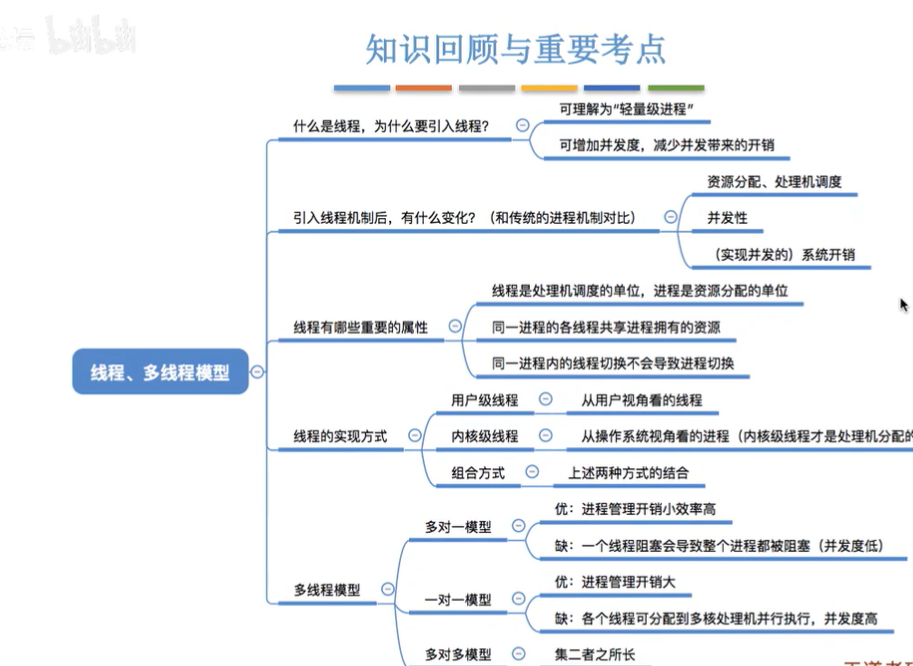 bilibili
知识回顾与重要考点
什么是线程，为什么要引入线程？
可理解为“轻量级进程”
可增加并发度，减少并发带来的开销
引入线程机制后，有什么变化？（和传统的进程机制对比）
资源分配、处理机调度
并发性
（实现并发的）系统开销
线程有哪些重要的属性
线程是处理机调度的单位，进程是资源分配的单位
同一进程的各线程共享进程拥有的资源
同一进程内的线程切换不会导致进程切换
线程、多线程模型
线程的实现方式
用户级线程
从用户视角看的线程
内核级线程
从操作系统视角看的进程（内核级线程才是处理机分配的
组合方式
上述两种方式的结合
多线程模型
多对一模型
优：进程管理开销小效率高
缺：一个线程阻塞会导致整个进程都被阻塞（并发度低）
一对一模型
优：进程管理开销大
缺：各个线程可分配到多核处理机并行执行，并发度高
多对多模型
集二者之所长